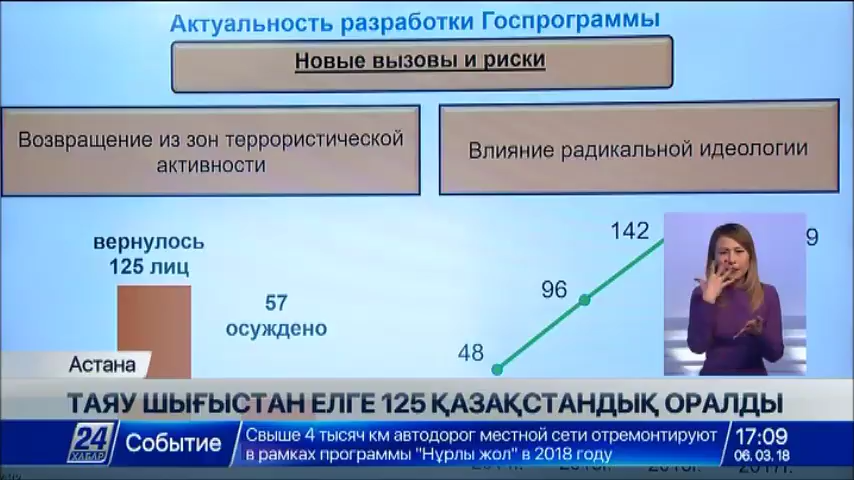 Актуальность разработки Госпрограммы
Новые вызовы и риски
Возвращение из зон террористической
активности
Влияние радикальной идеологии
вернулось
125 лиц
57
осуждено
142
9
96
48
Астана
ТАЯУ ШЫҒЫСТАН ЕЛГЕ 125 ҚАЗАҚСТАНДЫҚ ОРАЛДЫ
24
ХАБАР
Событие
Свыше 4 тысяч км автодорог местной сети отремонтируют
в рамках программы "Нұрлы жол" в 2018 году
17:09
06.03.18